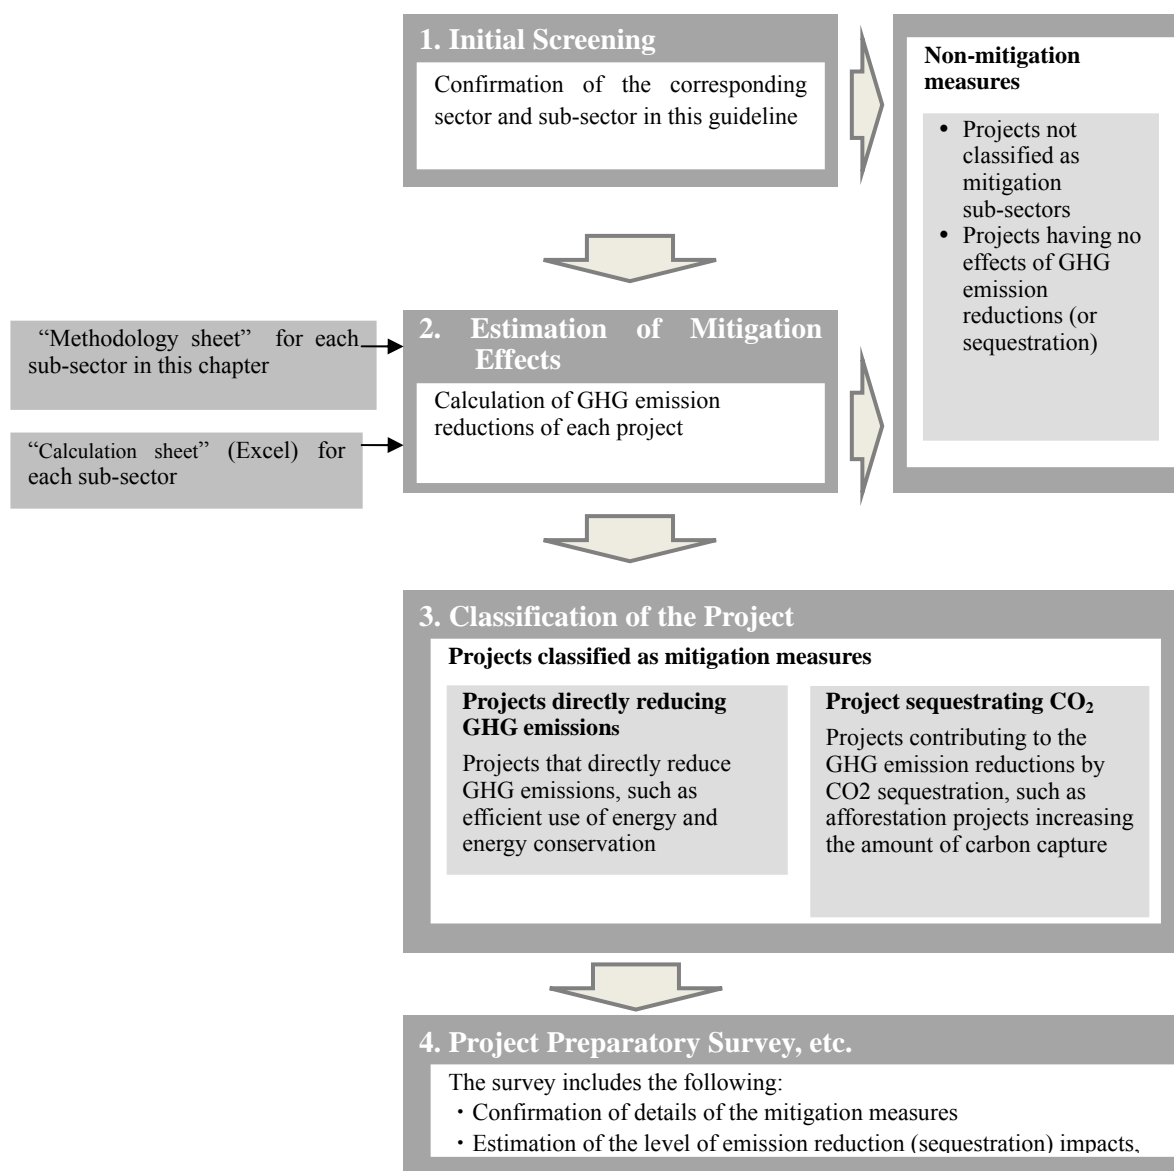 1. Initial Screening
Confirmation of the corresponding
sector and sub-sector in this guideline
Non-mitigation
measures
• Projects not
classified as
mitigation
sub-sectors
• Projects having no
effects of GHG
emission
reductions (or
sequestration)
“Methodology sheet” for each
sub-sector in this chapter
“Calculation sheet” (Excel) for
each sub-sector
2. Estimation of Mitigation
Effects
Calculation of GHG emission
reductions of each project
3. Classification of the Project
Projects classified as mitigation measures
Projects directly reducing
GHG emissions
Projects that directly reduce
GHG emissions, such as
efficient use of energy and
energy conservation
Project sequestrating CO₂
Projects contributing to the
GHG emission reductions by
CO2 sequestration, such as
afforestation projects increasing
the amount of carbon capture
4. Project Preparatory Survey, etc.
The survey includes the following:
・Confirmation of details of the mitigation measures
・Estimation of the level of emission reduction (sequestration) impacts,